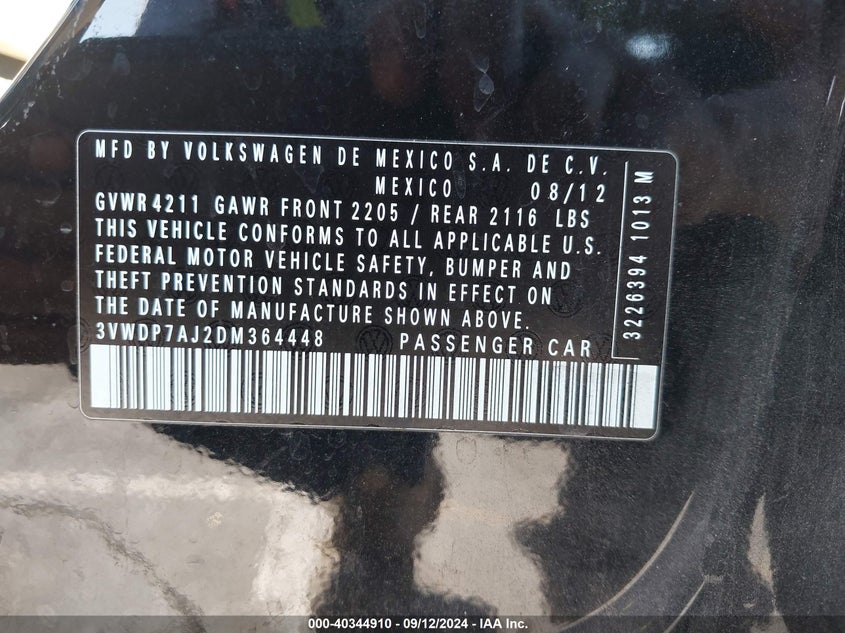 MFD BY VOLKSWAGEN DE MEXICO S.A. DE C.V.
MEXICO 08/12
GVWR 4211 GAWR FRONT 2205 / REAR 2116 LBS
THIS VEHICLE CONFORMS TO ALL APPLICABLE U.S.
FEDERAL MOTOR VEHICLE SAFETY, BUMPER AND
THEFT PREVENTION STANDARDS IN EFFECT ON
THE DATE OF MANUFACTURE SHOWN ABOVE.
3VWDP7AJ2DM364448 PASSENGER CAR
3226394 1013 M
000-40344910 - 09/12/2024 - IAA Inc.